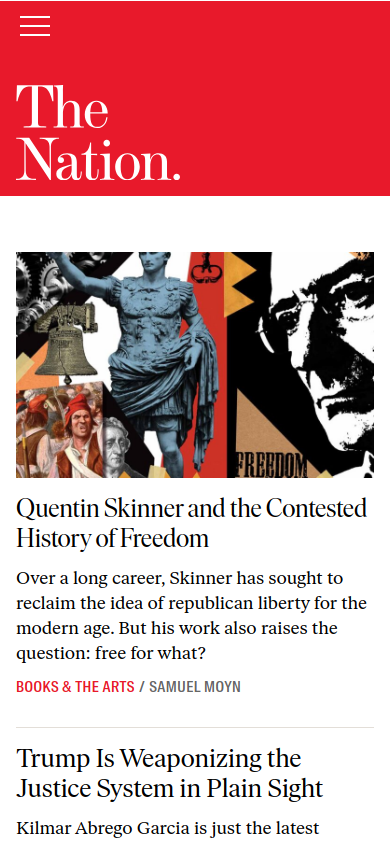 The
Nation.
FREEDOM
Quentin Skinner and the Contested
History of Freedom
Over a long career, Skinner has sought to
reclaim the idea of republican liberty for the
modern age. But his work also raises the
question: free for what?
BOOKS & THE ARTS / SAMUEL MOYN
Trump Is Weaponizing the
Justice System in Plain Sight
Kilmar Abrego Garcia is just the latest